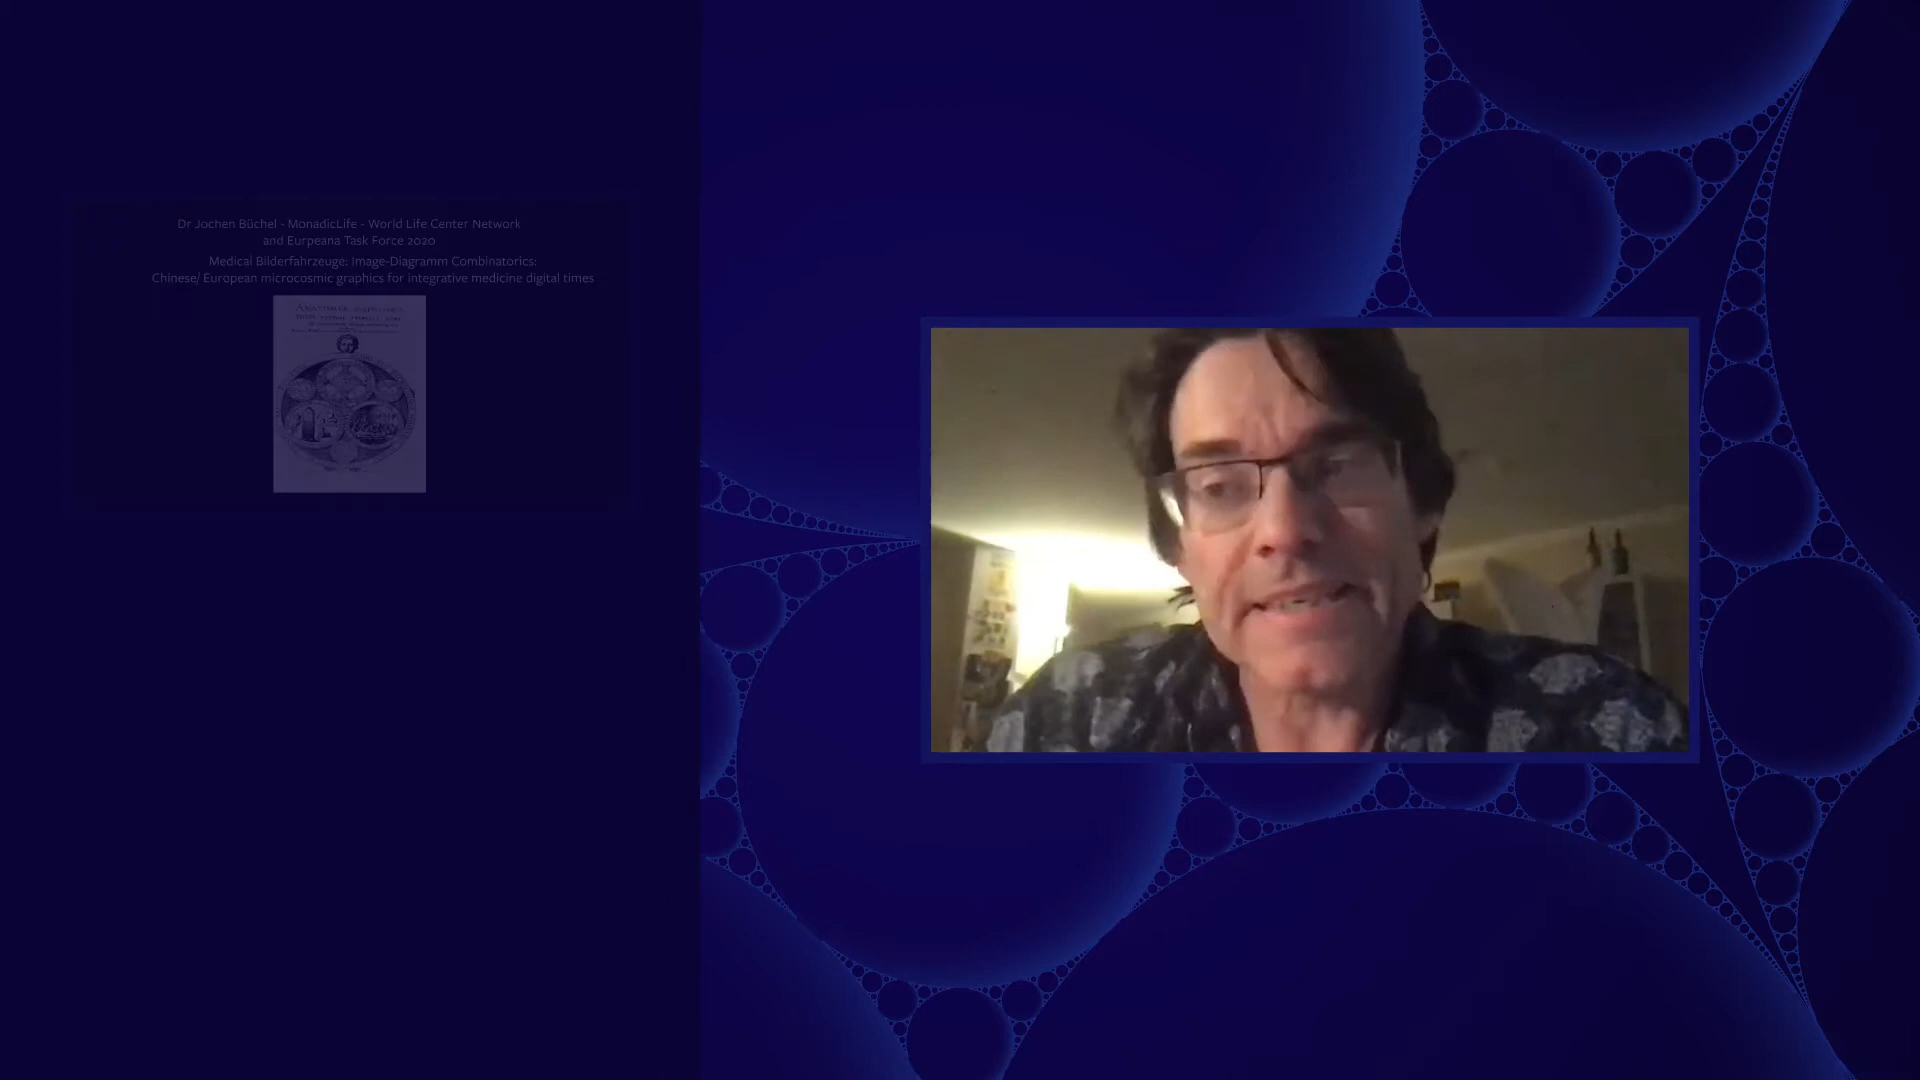 Dr Jochen Büchel - MonadicLife - World Life Center Network
and Eurpeana Task Force 2020
Medical Bilderfahrzeuge: Image-Diagramm Combinatorics:
Chinese/ European microcosmic graphics for integrative medicine digital times